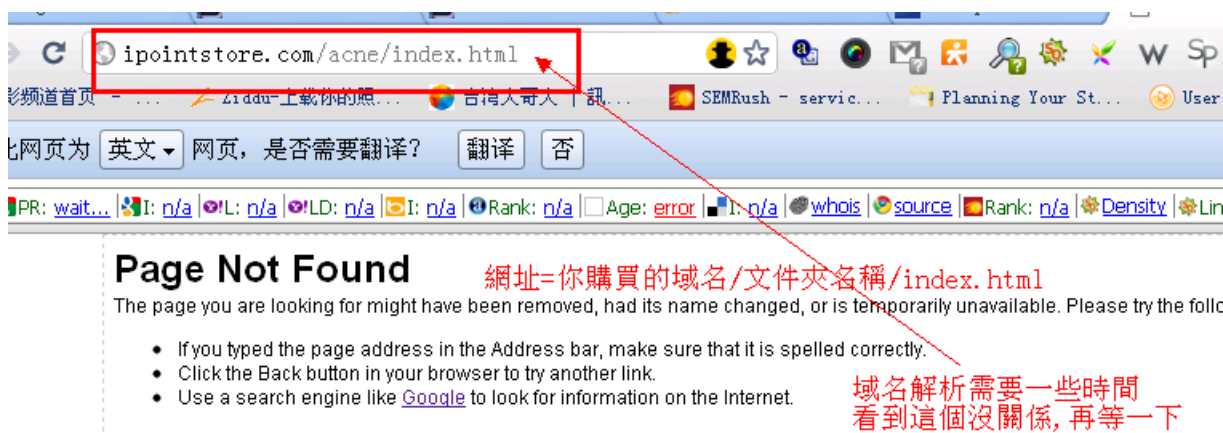 ipointstore.com/acne/index.html
W Sp
影频道首页 - ... Ziddu-上载你的照... 台湾大哥大 | 訊... SEMRush - servic... Planning Your St... User
此网页为 英文 网页，是否需要翻译？ 翻译 否
PR: wait... I: n/a L: n/a LD: n/a I: n/a Rank: n/a Age: error I: n/a whois source Rank: n/a Density Lin
Page Not Found
網址=你購買的域名/文件夾名稱/index.html
The page you are looking for might have been removed, had its name changed, or is temporarily unavailable. Please try the follo
• If you typed the page address in the Address bar, make sure that it is spelled correctly.
• Click the Back button in your browser to try another link.
• Use a search engine like Google to look for information on the Internet.
域名解析需要一些時間
看到這個沒關係,再等一下